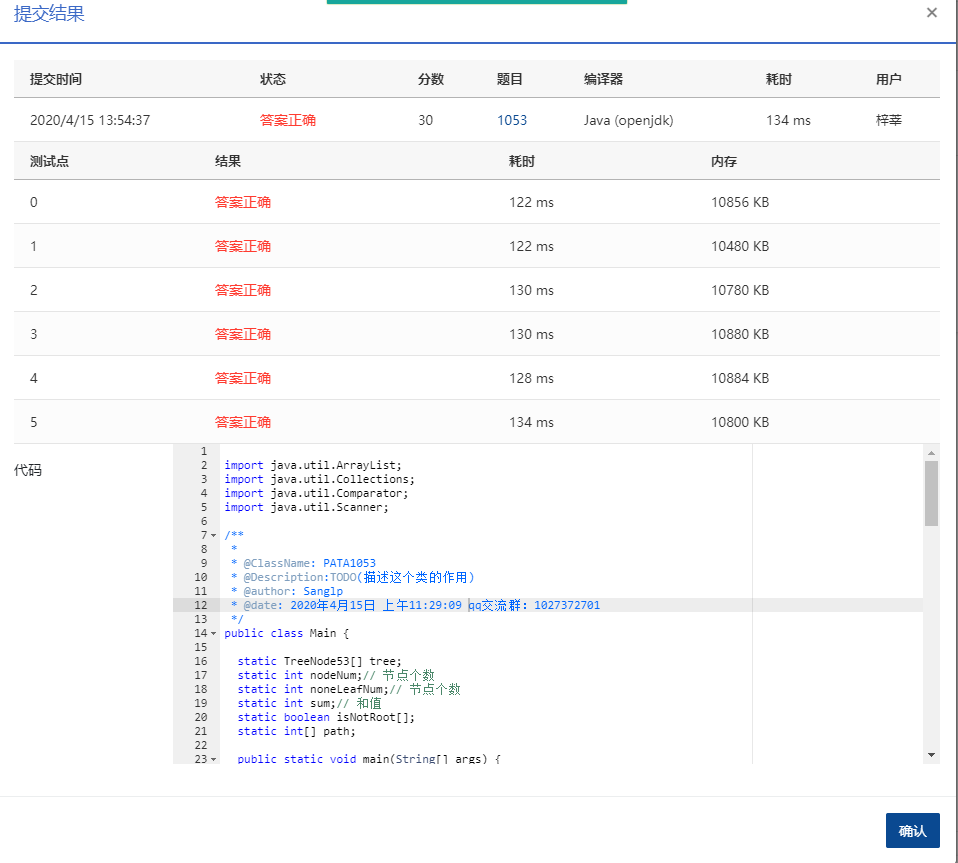 提交结果 ×
提交时间 状态 分数 题目 编译器 耗时 用户
2020/4/15 13:54:37 答案正确 30 1053 Java (openjdk) 134 ms 梓莘
测试点 结果 耗时 内存
0 答案正确 122 ms 10856 KB
1 答案正确 122 ms 10480 KB
2 答案正确 130 ms 10780 KB
3 答案正确 130 ms 10880 KB
4 答案正确 128 ms 10884 KB
5 答案正确 134 ms 10800 KB
代码
1
2 import java.util.ArrayList;
3 import java.util.Collections;
4 import java.util.Comparator;
5 import java.util.Scanner;
6
7 /**
8 *
9 * @ClassName: PATA1053
10 * @Description:TODO(描述这个类的作用)
11 * @author: Sanglp
12 * @date: 2020年4月15日 上午11:29:09 qq交流群：1027372701
13 */
14 public class Main {
15
16 static TreeNode53[] tree;
17 static int nodeNum;// 节点个数
18 static int noneLeafNum;// 节点个数
19 static int sum;// 和值
20 static boolean isNotRoot[];
21 static int[] path;
22
23 public static void main(String[] args) {
确认